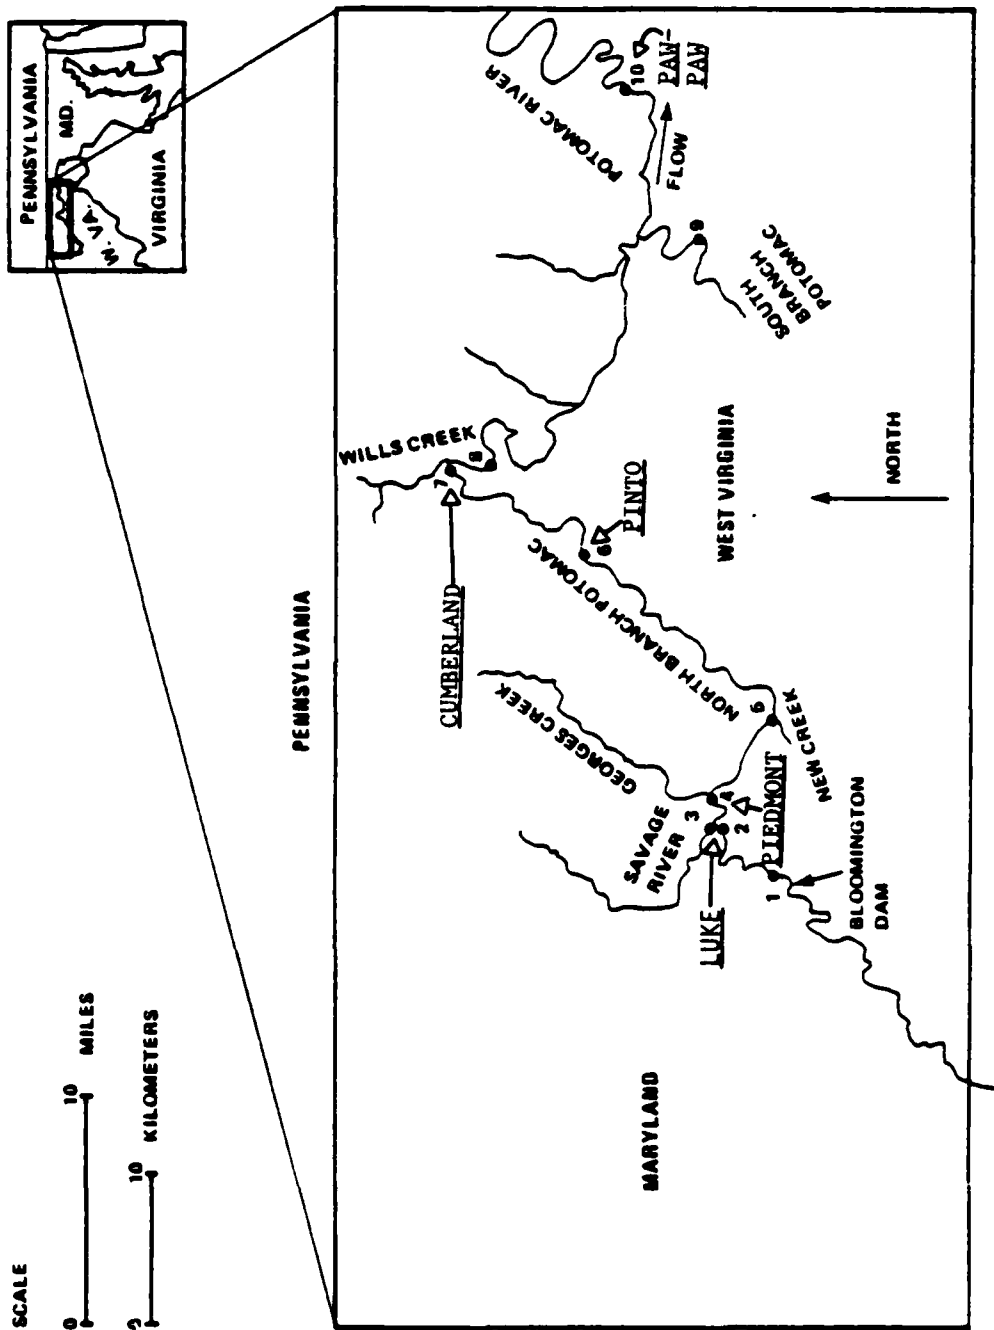 SCALE
0 10 MILES
0 10 KILOMETERS
PENNSYLVANIA
MD.
W. VA.
VIRGINIA
PENNSYLVANIA
WILLS CREEK
CUMBERLAND
7
8
GEORGES CREEK
NORTH BRANCH POTOMAC
6
PINTO
SAVAGE
RIVER
3
4
2
LUKE
PIEDMONT
5
NEW CREEK
1
BLOOMINGTON
DAM
MARYLAND
WEST VIRGINIA
NORTH
POTOMAC RIVER
10
PAW-
PAW
FLOW
9
SOUTH
BRANCH
POTOMAC